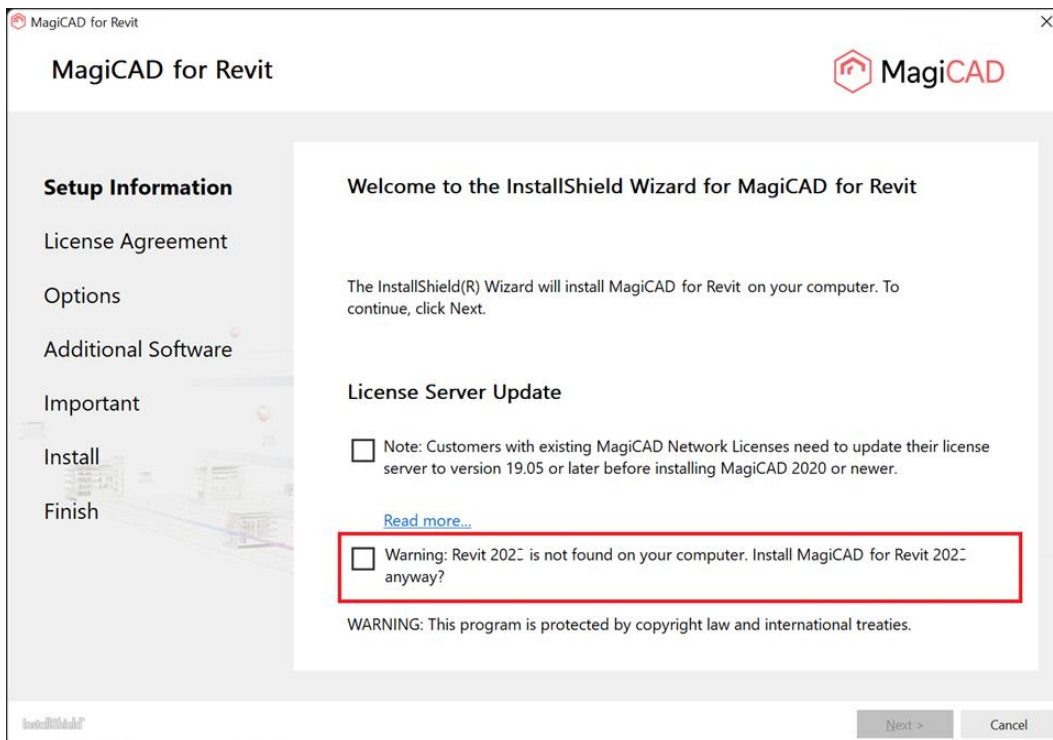 MagiCAD for Revit
MagiCAD for Revit
MagiCAD
Setup Information
License Agreement
Options
Additional Software
Important
Install
Finish
Welcome to the InstallShield Wizard for MagiCAD for Revit
The InstallShield(R) Wizard will install MagiCAD for Revit on your computer. To
continue, click Next.
License Server Update
Note: Customers with existing MagiCAD Network Licenses need to update their license
server to version 19.05 or later before installing MagiCAD 2020 or newer.
Read more...
Warning: Revit is not found on your computer. Install MagiCAD for Revit
anyway?
WARNING: This program is protected by copyright law and international treaties.
InstallShield
Next >
Cancel